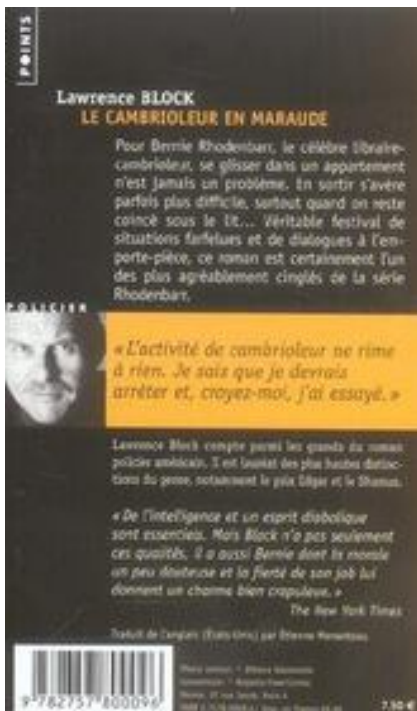 POINTS
Lawrence BLOCK
LE CAMBRIOLEUR EN MARAUDE
Pour Bernie Rhodenbarr, le célèbre libraire-
cambrioleur, se glisser dans un appartement
n'est jamais un problème. En sortir s'avère
parfois plus difficile, surtout quand on reste
coincé sous le lit... Véritable festival de
situations farfelues et de dialogues à l'em-
porte-pièce, ce roman est certainement l'un
des plus agréablement cinglés de la série
Rhodenbarr.
POLICIER
« L'activité de cambrioleur ne rime
à rien. Je sais que je devrais
arrêter et, croyez-moi, j'ai essayé. »
Lawrence Block compte parmi les grands du roman
policier américain. Il est lauréat des plus hautes distinc-
tions du genre, notamment le prix Edgar et le Shamus.
« De l'intelligence et un esprit diabolique
sont essentiels. Mais Block n'a pas seulement
ces qualités, il a aussi Bernie dont la morale
un peu douteuse et la fierté de son job lui
donnent un charme bien crapuleux. »
The New York Times
Traduit de l'anglais (États-Unis) par Étienne Menanteau
9 782757 800096
7,50 €